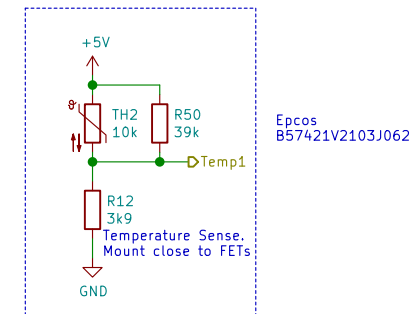 +5V
ϑ
TH2
10k
R50
39k
Epcos
B57421V2103J062
Temp1
R12
3k9
Temperature Sense.
Mount close to FETs
GND